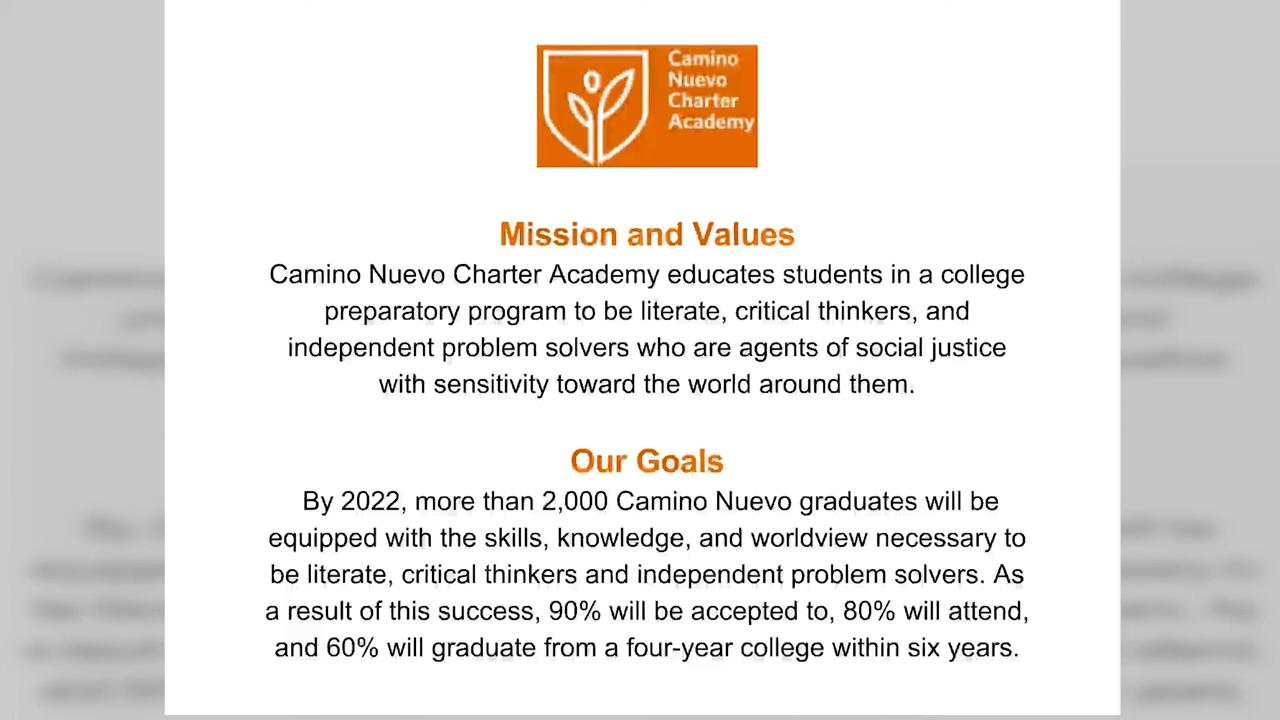 Camino
Nuevo
Charter
Academy
Mission and Values
Camino Nuevo Charter Academy educates students in a college
preparatory program to be literate, critical thinkers, and
independent problem solvers who are agents of social justice
with sensitivity toward the world around them.
Our Goals
By 2022, more than 2,000 Camino Nuevo graduates will be
equipped with the skills, knowledge, and worldview necessary to
be literate, critical thinkers and independent problem solvers. As
a result of this success, 90% will be accepted to, 80% will attend,
and 60% will graduate from a four-year college within six years.